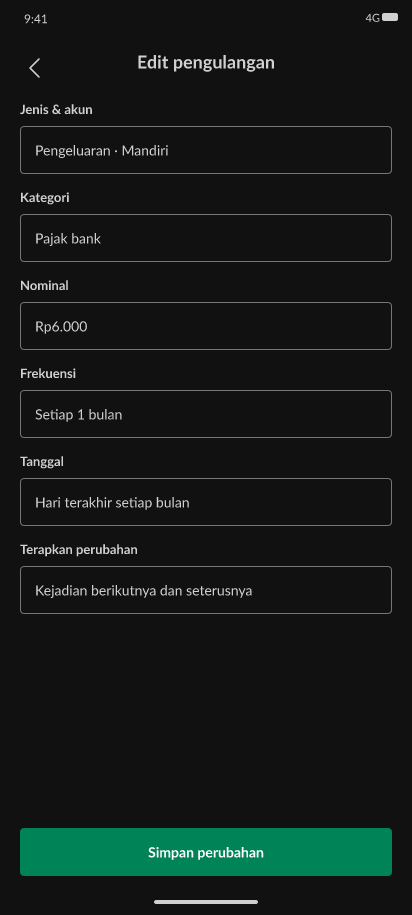 9:41
4G
Edit pengulangan
Jenis & akun
Pengeluaran · Mandiri
Kategori
Pajak bank
Nominal
Rp6.000
Frekuensi
Setiap 1 bulan
Tanggal
Hari terakhir setiap bulan
Terapkan perubahan
Kejadian berikutnya dan seterusnya
Simpan perubahan